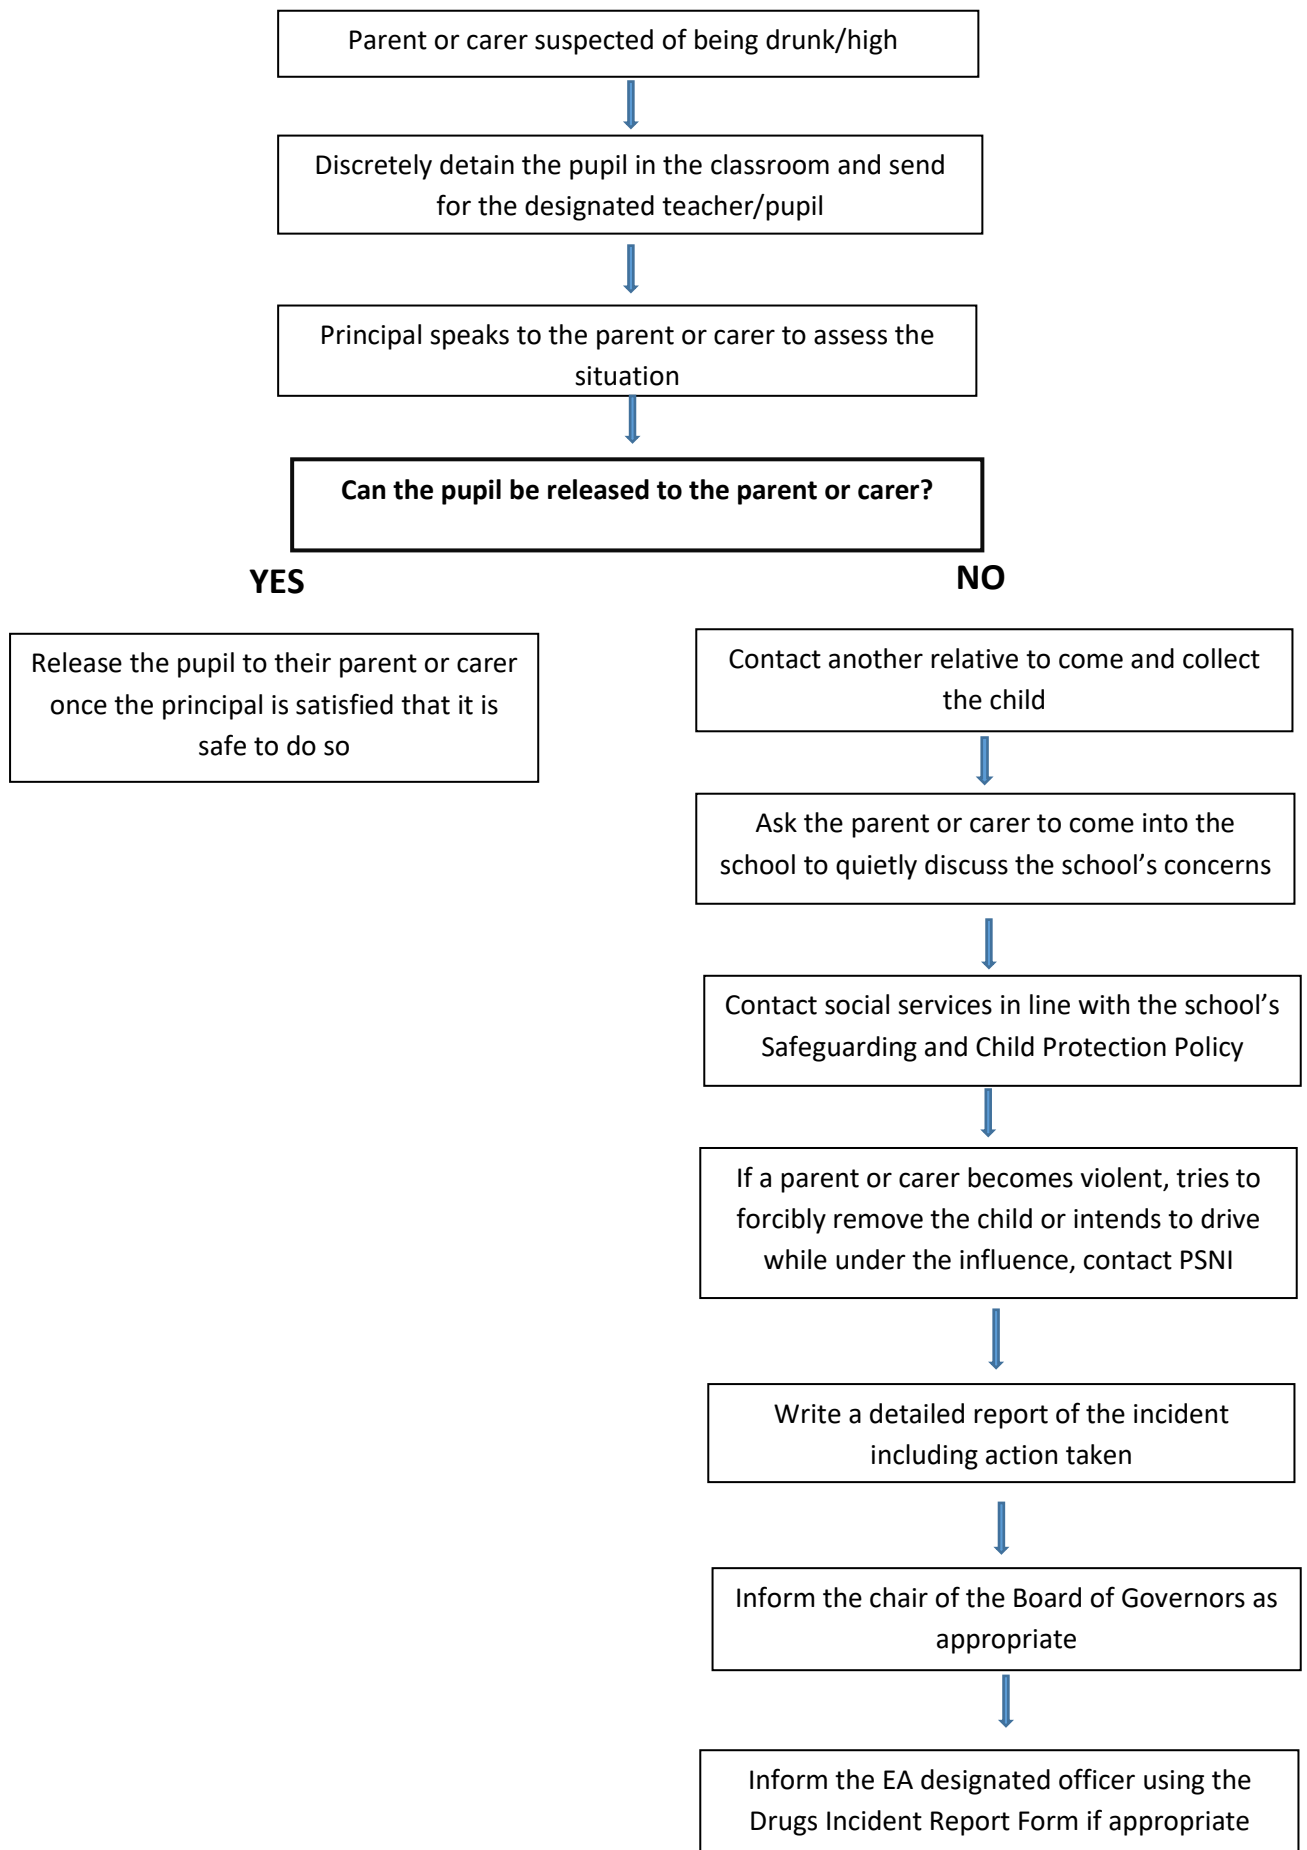 Parent or carer suspected of being drunk/high
Discretely detain the pupil in the classroom and send
for the designated teacher/pupil
Principal speaks to the parent or carer to assess the
situation
Can the pupil be released to the parent or carer?
YES
NO
Release the pupil to their parent or carer
once the principal is satisfied that it is
safe to do so
Contact another relative to come and collect
the child
Ask the parent or carer to come into the
school to quietly discuss the school’s concerns
Contact social services in line with the school’s
Safeguarding and Child Protection Policy
If a parent or carer becomes violent, tries to
forcibly remove the child or intends to drive
while under the influence, contact PSNI
Write a detailed report of the incident
including action taken
Inform the chair of the Board of Governors as
appropriate
Inform the EA designated officer using the
Drugs Incident Report Form if appropriate